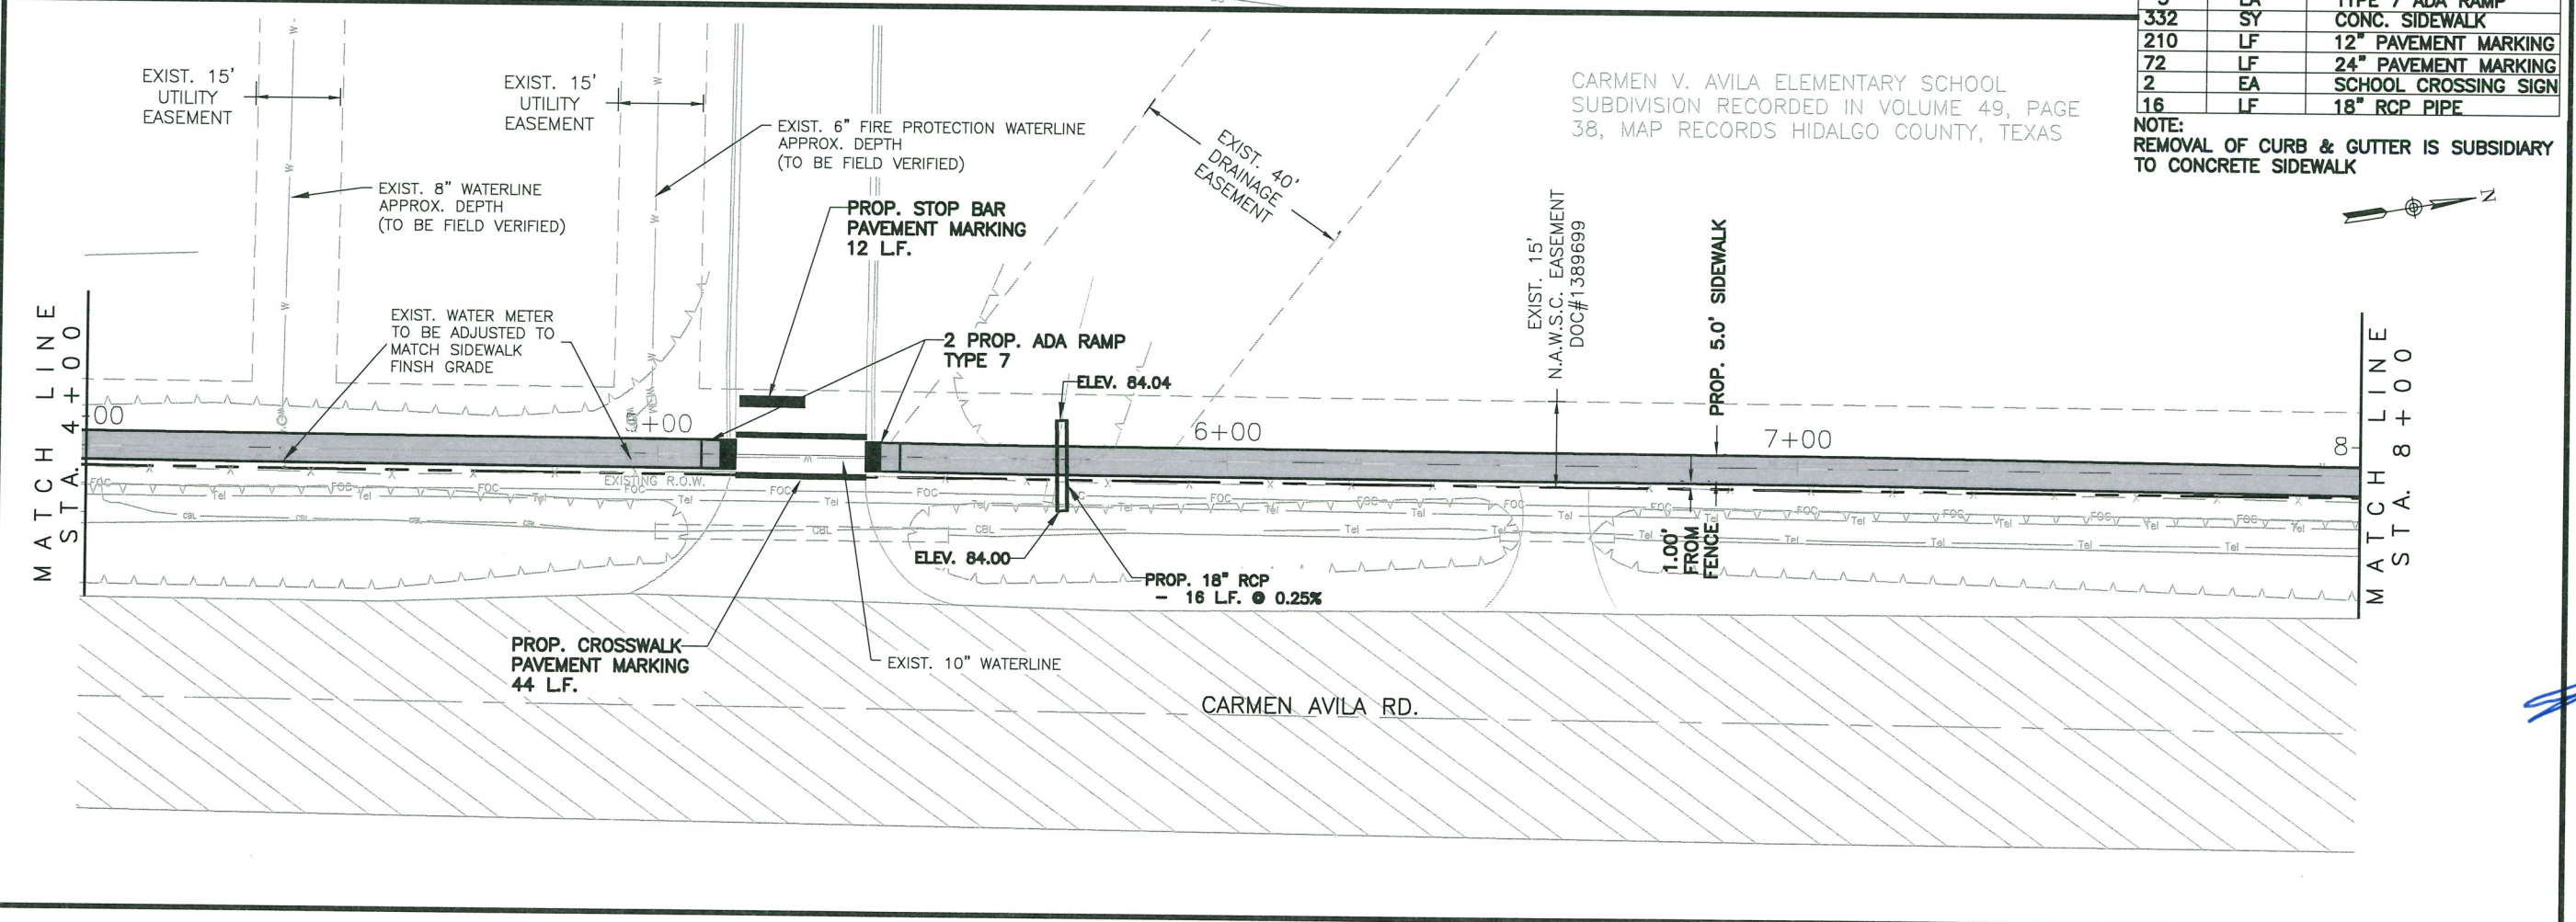 332 SY CONC. SIDEWALK
210 LF 12" PAVEMENT MARKING
72 LF 24" PAVEMENT MARKING
2 EA SCHOOL CROSSING SIGN
16 LF 18" RCP PIPE
NOTE:
REMOVAL OF CURB & GUTTER IS SUBSIDIARY
TO CONCRETE SIDEWALK
N
CARMEN V. AVILA ELEMENTARY SCHOOL
SUBDIVISION RECORDED IN VOLUME 49, PAGE
38, MAP RECORDS HIDALGO COUNTY, TEXAS
EXIST. 15'
UTILITY
EASEMENT
EXIST. 15'
UTILITY
EASEMENT
EXIST. 6" FIRE PROTECTION WATERLINE
APPROX. DEPTH
(TO BE FIELD VERIFIED)
EXIST. 8" WATERLINE
APPROX. DEPTH
(TO BE FIELD VERIFIED)
PROP. STOP BAR
PAVEMENT MARKING
12 L.F.
EXIST. 40'
DRAINAGE
EASEMENT
EXIST. 15'
N.A.W.S.C. EASEMENT
DOC#1389699
PROP. 5.0' SIDEWALK
EXIST. WATER METER
TO BE ADJUSTED TO
MATCH SIDEWALK
FINSH GRADE
2 PROP. ADA RAMP
TYPE 7
ELEV. 84.04
MATCH LINE
STA. 4+00
+00
+00
6+00
7+00
8
MATCH LINE
STA. 8+00
EXISTING R.O.W.
ELEV. 84.00
PROP. 18" RCP
- 16 L.F. @ 0.25%
1.00'
FROM
FENCE
PROP. CROSSWALK
PAVEMENT MARKING
44 L.F.
EXIST. 10" WATERLINE
CARMEN AVILA RD.